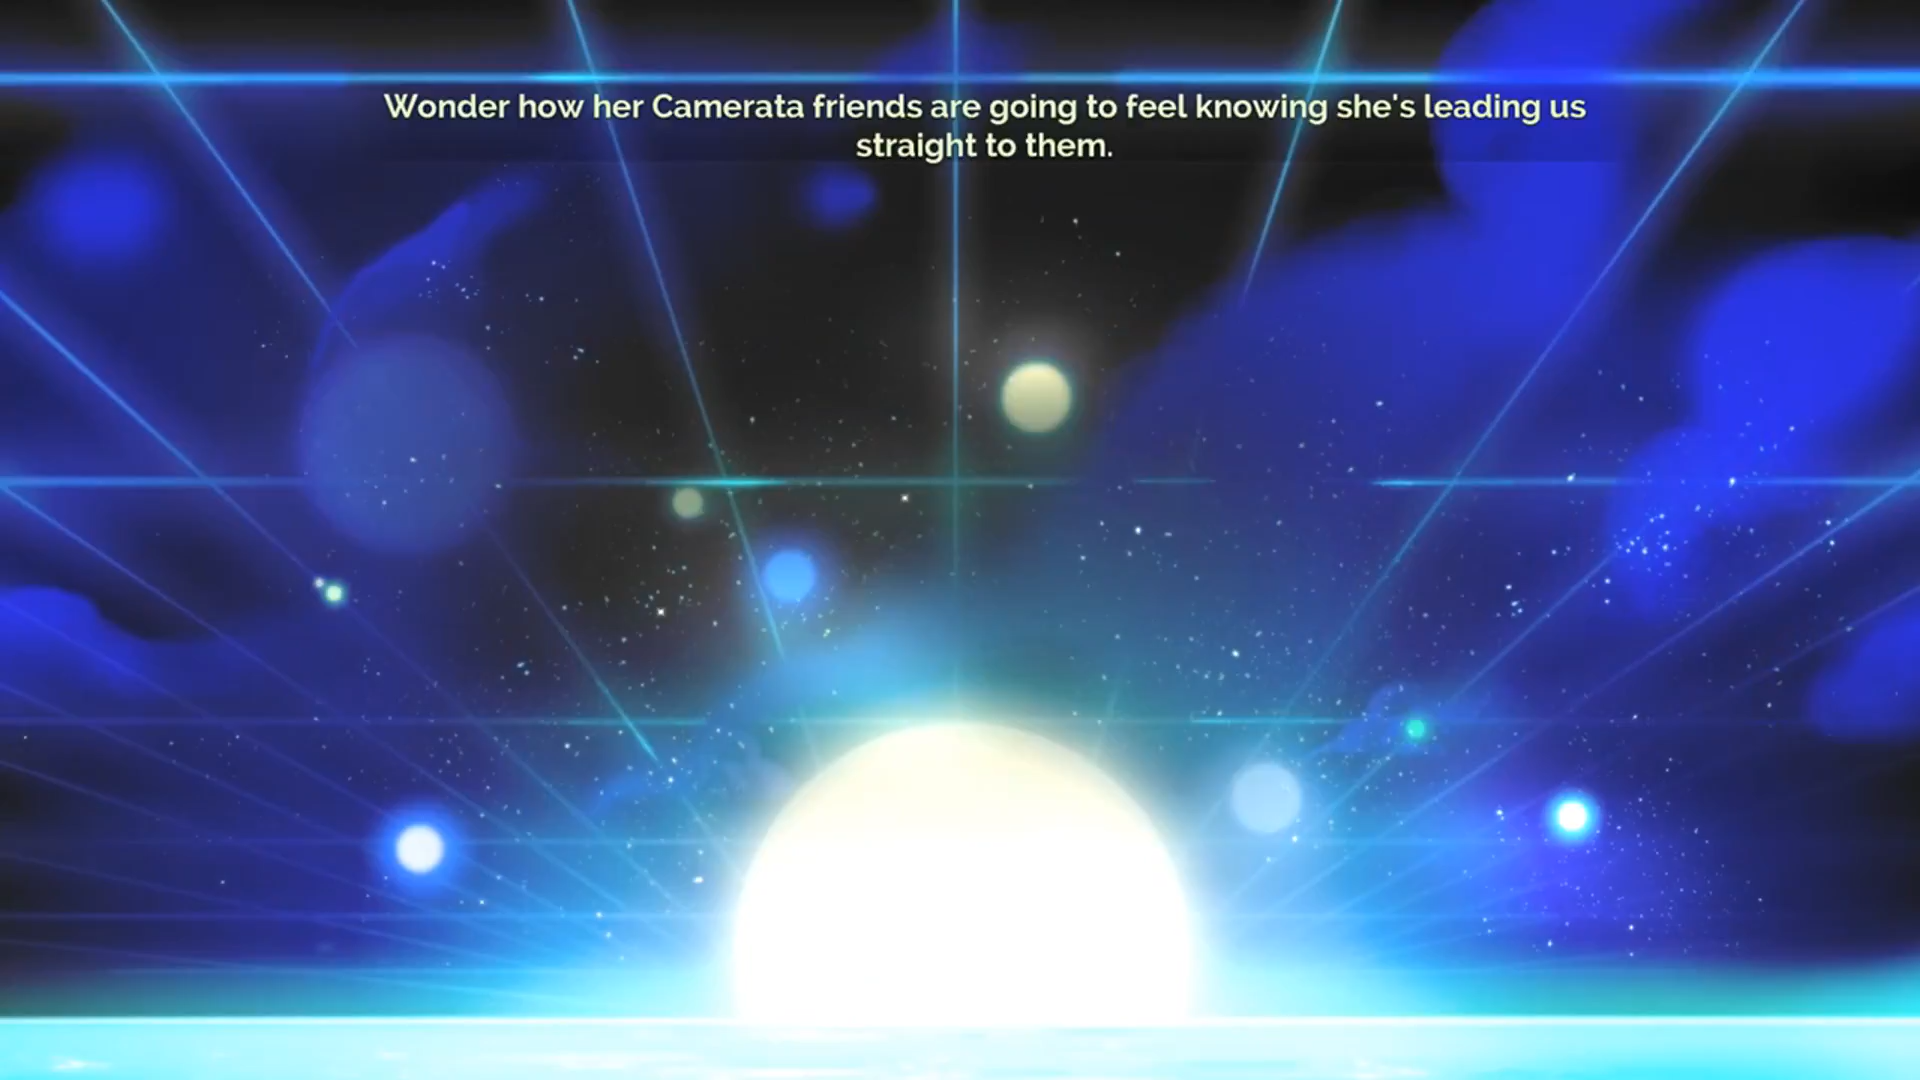 Wonder how her Camerata friends are going to feel knowing she's leading us
straight to them.